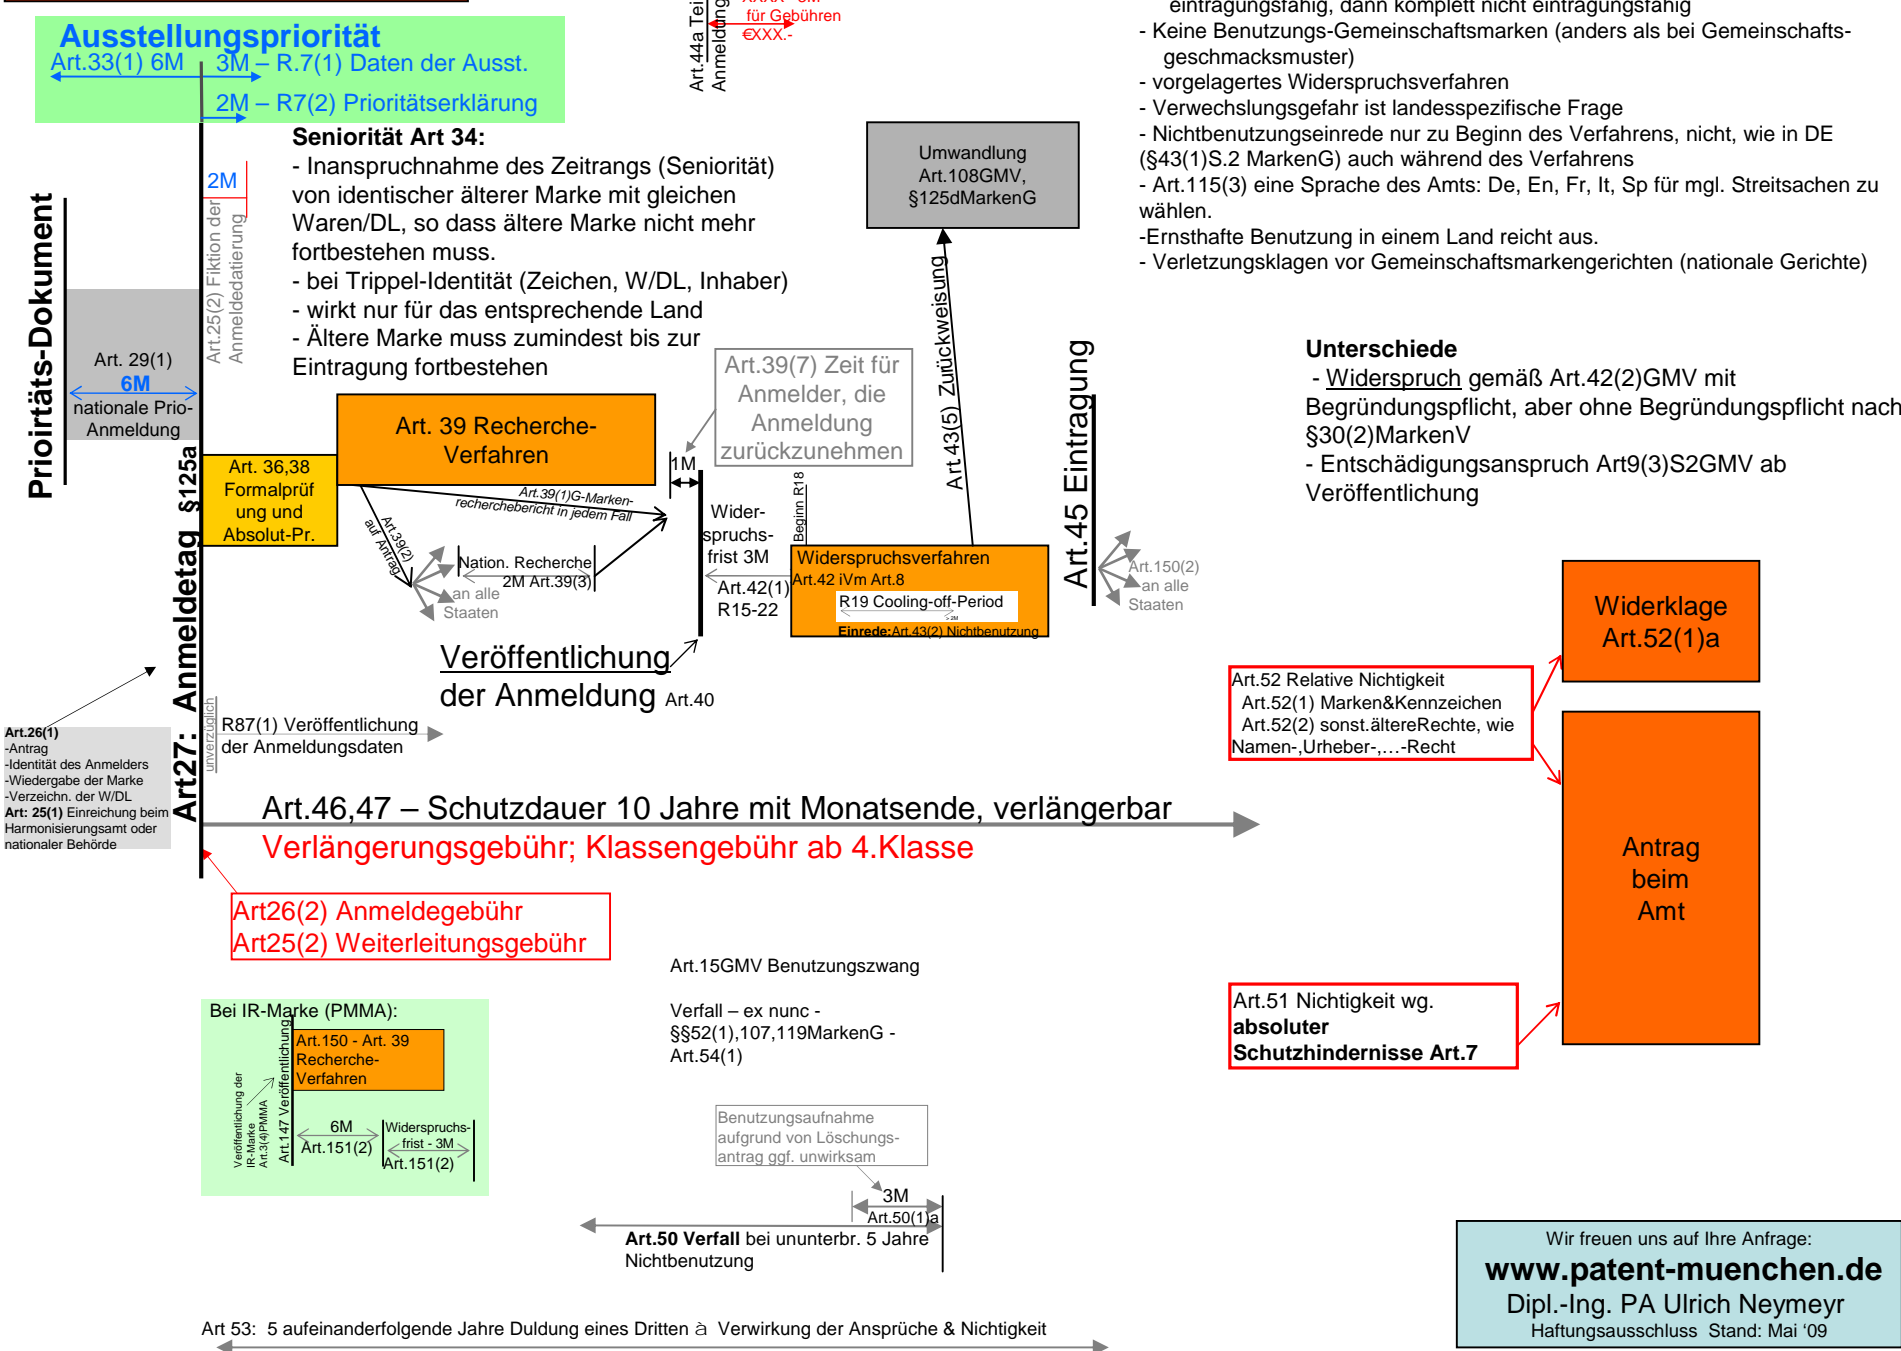 Ausstellungspriorität
Art.33(1) 6M
3M – R.7(1) Daten der Ausst.
2M – R7(2) Prioritätserklärung
Art.44a Tei
Anmeldung
für Gebühren
€XXX.-
eintragungsfähig, dann komplett nicht eintragungsfähig
- Keine Benutzungs-Gemeinschaftsmarken (anders als bei Gemeinschafts-
geschmacksmuster)
- vorgelagertes Widerspruchsverfahren
- Verwechslungsgefahr ist landesspezifische Frage
- Nichtbenutzungseinrede nur zu Beginn des Verfahrens, nicht, wie in DE
(§43(1)S.2 MarkenG) auch während des Verfahrens
- Art.115(3) eine Sprache des Amts: De, En, Fr, It, Sp für mgl. Streitsachen zu
wählen.
-Ernsthafte Benutzung in einem Land reicht aus.
- Verletzungsklagen vor Gemeinschaftsmarkengerichten (nationale Gerichte)
Seniorität Art 34:
- Inanspruchnahme des Zeitrangs (Seniorität)
von identischer älterer Marke mit gleichen
Waren/DL, so dass ältere Marke nicht mehr
fortbestehen muss.
- bei Trippel-Identität (Zeichen, W/DL, Inhaber)
- wirkt nur für das entsprechende Land
- Ältere Marke muss zumindest bis zur
Eintragung fortbestehen
2M
Art.25(2) Fiktion der
Anmeldedatierung
Umwandlung
Art.108GMV,
§125dMarkenG
Prioirtäts-Dokument
Art. 29(1)
6M
nationale Prio-
Anmeldung
Art27: Anmeldetag §125a
Art. 36,38
Formalprüf
ung und
Absolut-Pr.
Art. 39 Recherche-
Verfahren
Art.39(7) Zeit für
Anmelder, die
Anmeldung
zurückzunehmen
1M
Art.39(1)G-Marken-
recherchebericht in jedem Fall
Art.39(2)
auf Antrag
Nation. Recherche
2M Art.39(3)
an alle
Staaten
Wider-
spruchs-
frist 3M
Art.42(1)
R15-22
Beginn R18
Art 43(5) Zurückweisung
Widerspruchsverfahren
Art.42 iVm Art.8
R19 Cooling-off-Period
>2M
Einrede:Art.43(2) Nichtbenutzung
Art.45 Eintragung
Art.150(2)
an alle
Staaten
Unterschiede
- Widerspruch gemäß Art.42(2)GMV mit
Begründungspflicht, aber ohne Begründungspflicht nach
§30(2)MarkenV
- Entschädigungsanspruch Art9(3)S2GMV ab
Veröffentlichung
Veröffentlichung
der Anmeldung Art.40
unverzüglich
R87(1) Veröffentlichung
der Anmeldungsdaten
Art.26(1)
-Antrag
-Identität des Anmelders
-Wiedergabe der Marke
-Verzeichn. der W/DL
Art: 25(1) Einreichung beim
Harmonisierungsamt oder
nationaler Behörde
Art.46,47 – Schutzdauer 10 Jahre mit Monatsende, verlängerbar
Verlängerungsgebühr; Klassengebühr ab 4.Klasse
Art26(2) Anmeldegebühr
Art25(2) Weiterleitungsgebühr
Widerklage
Art.52(1)a
Art.52 Relative Nichtigkeit
Art.52(1) Marken&Kennzeichen
Art.52(2) sonst.ältereRechte, wie
Namen-,Urheber-,…-Recht
Antrag
beim
Amt
Art.51 Nichtigkeit wg.
absoluter
Schutzhindernisse Art.7
Art.15GMV Benutzungszwang
Verfall – ex nunc -
§§52(1),107,119MarkenG -
Art.54(1)
Bei IR-Marke (PMMA):
Veröffentlichung der
IR-Marke
Art.3(4)PMMA
Art.147 Veröffentlichung
Art.150 - Art. 39
Recherche-
Verfahren
6M
Art.151(2)
Widerspruchs-
frist - 3M
Art.151(2)
Benutzungsaufnahme
aufgrund von Löschungs-
antrag ggf. unwirksam
3M
Art.50(1)a
Art.50 Verfall bei ununterbr. 5 Jahre
Nichtbenutzung
Art 53: 5 aufeinanderfolgende Jahre Duldung eines Dritten à Verwirkung der Ansprüche & Nichtigkeit
Wir freuen uns auf Ihre Anfrage:
www.patent-muenchen.de
Dipl.-Ing. PA Ulrich Neymeyr
Haftungsausschluss Stand: Mai ‘09